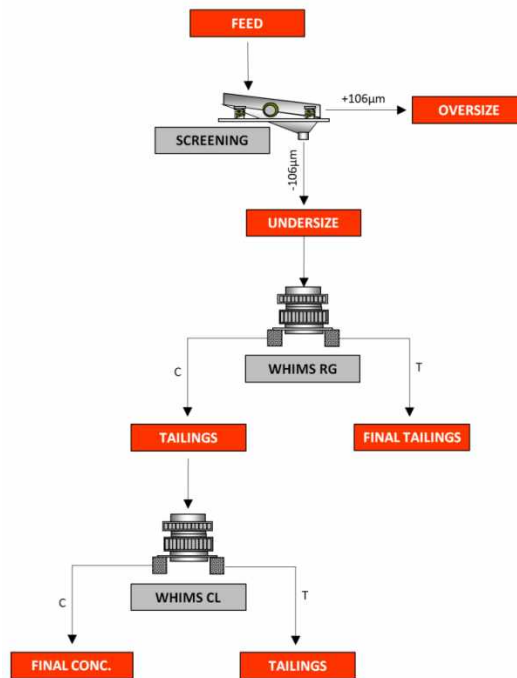 FEED
+106µm
OVERSIZE
SCREENING
-106µm
UNDERSIZE
WHIMS RG
C
T
TAILINGS
FINAL TAILINGS
WHIMS CL
C
T
FINAL CONC.
TAILINGS